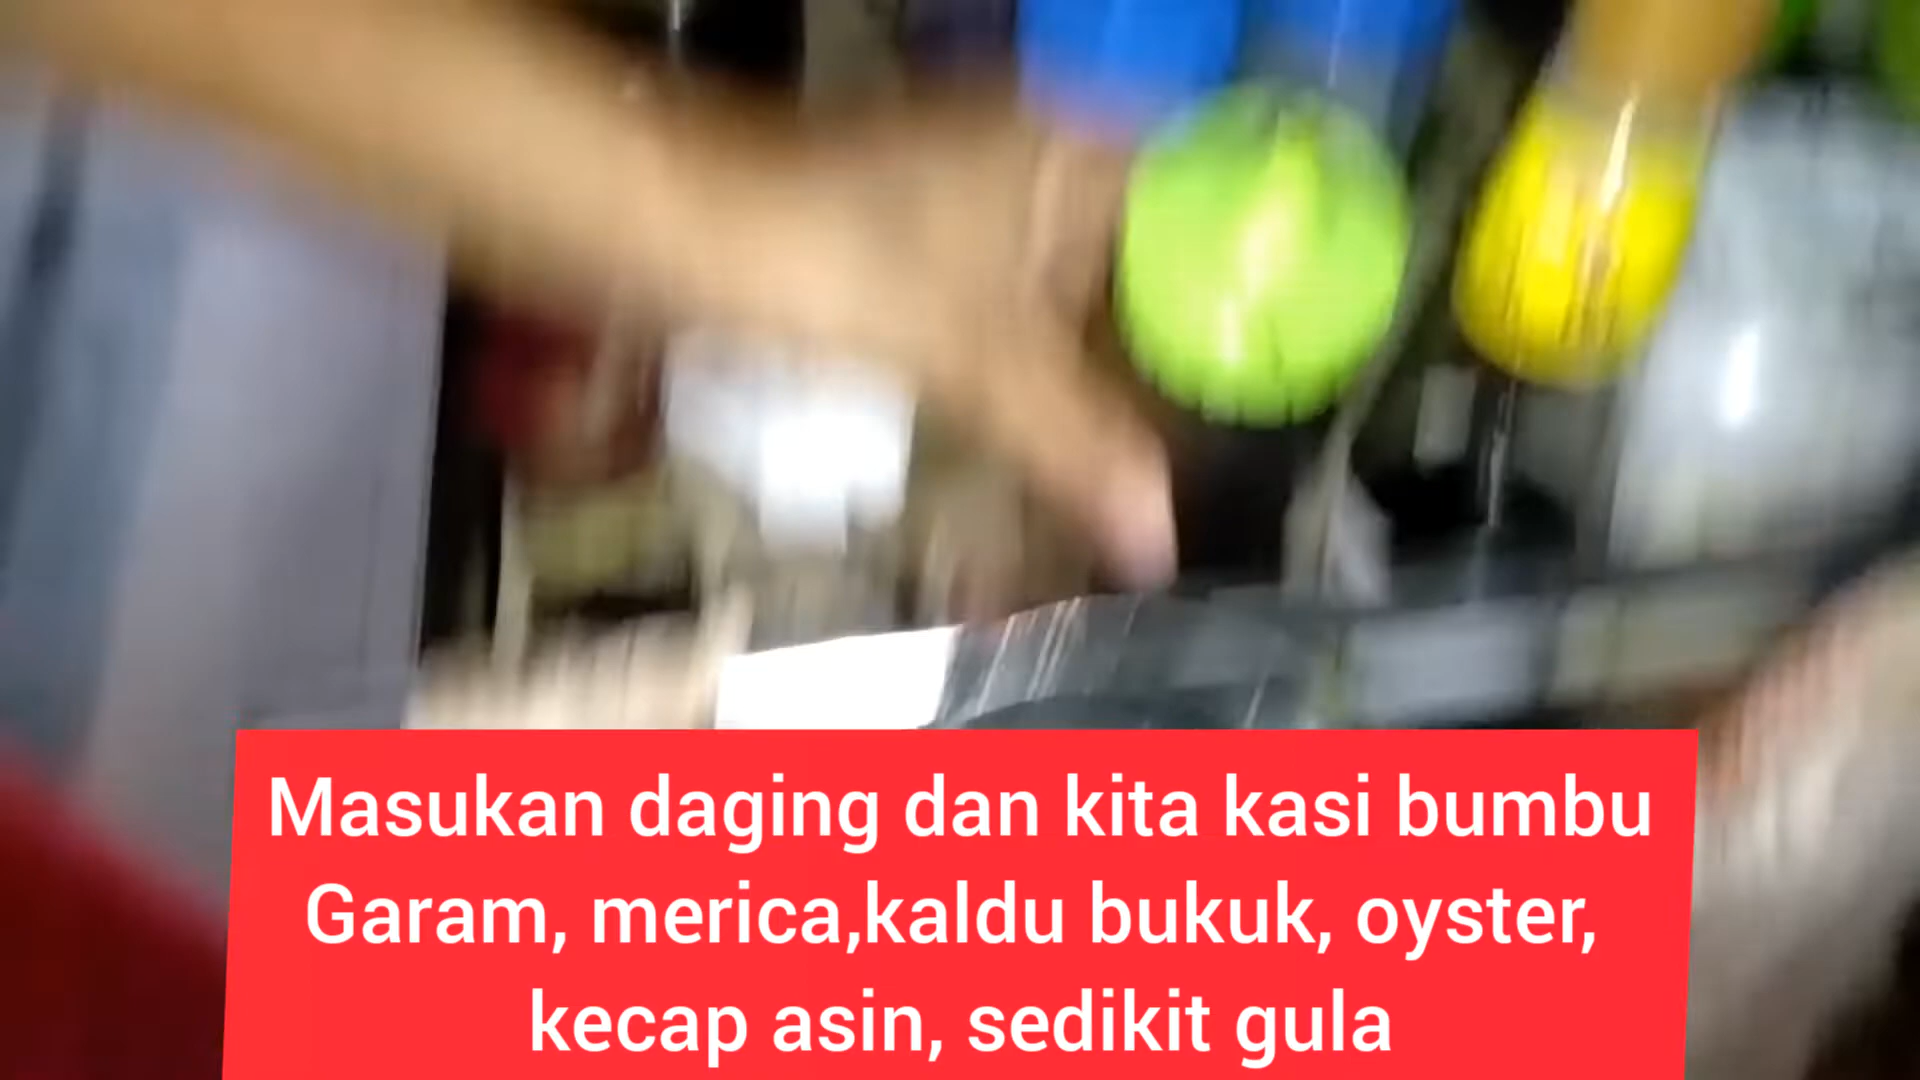 Masukan daging dan kita kasi bumbu
Garam, merica,kaldu bukuk, oyster,
kecap asin, sedikit gula